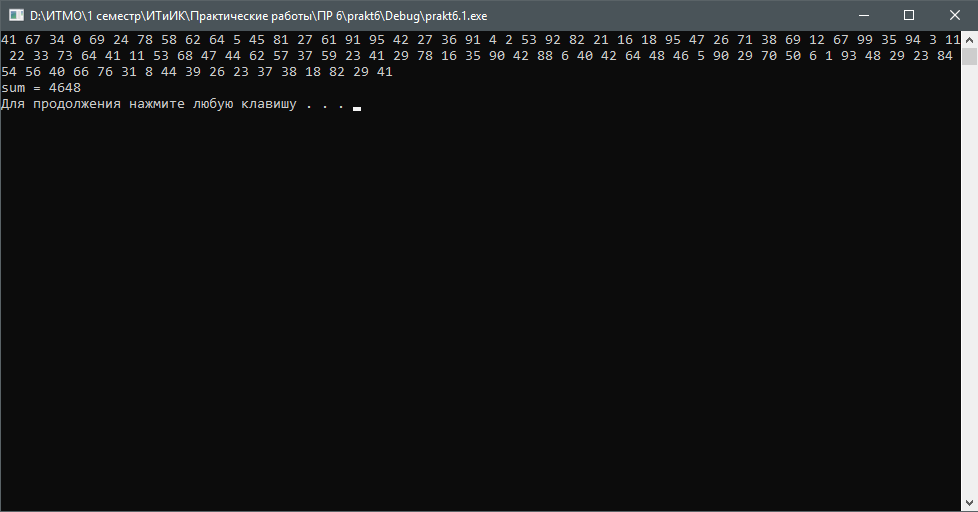 D:\ИТМО\1 семестр\ИТиИК\Практические работы\ПР 6\prakt6\Debug\prakt6.1.exe
41 67 34 0 69 24 78 58 62 64 5 45 81 27 61 91 95 42 27 36 91 4 2 53 92 82 21 16 18 95 47 26 71 38 69 12 67 99 35 94 3 11
22 33 73 64 41 11 53 68 47 44 62 57 37 59 23 41 29 78 16 35 90 42 88 6 40 42 64 48 46 5 90 29 70 50 6 1 93 48 29 23 84
54 56 40 66 76 31 8 44 39 26 23 37 38 18 82 29 41
sum = 4648
Для продолжения нажмите любую клавишу . . .